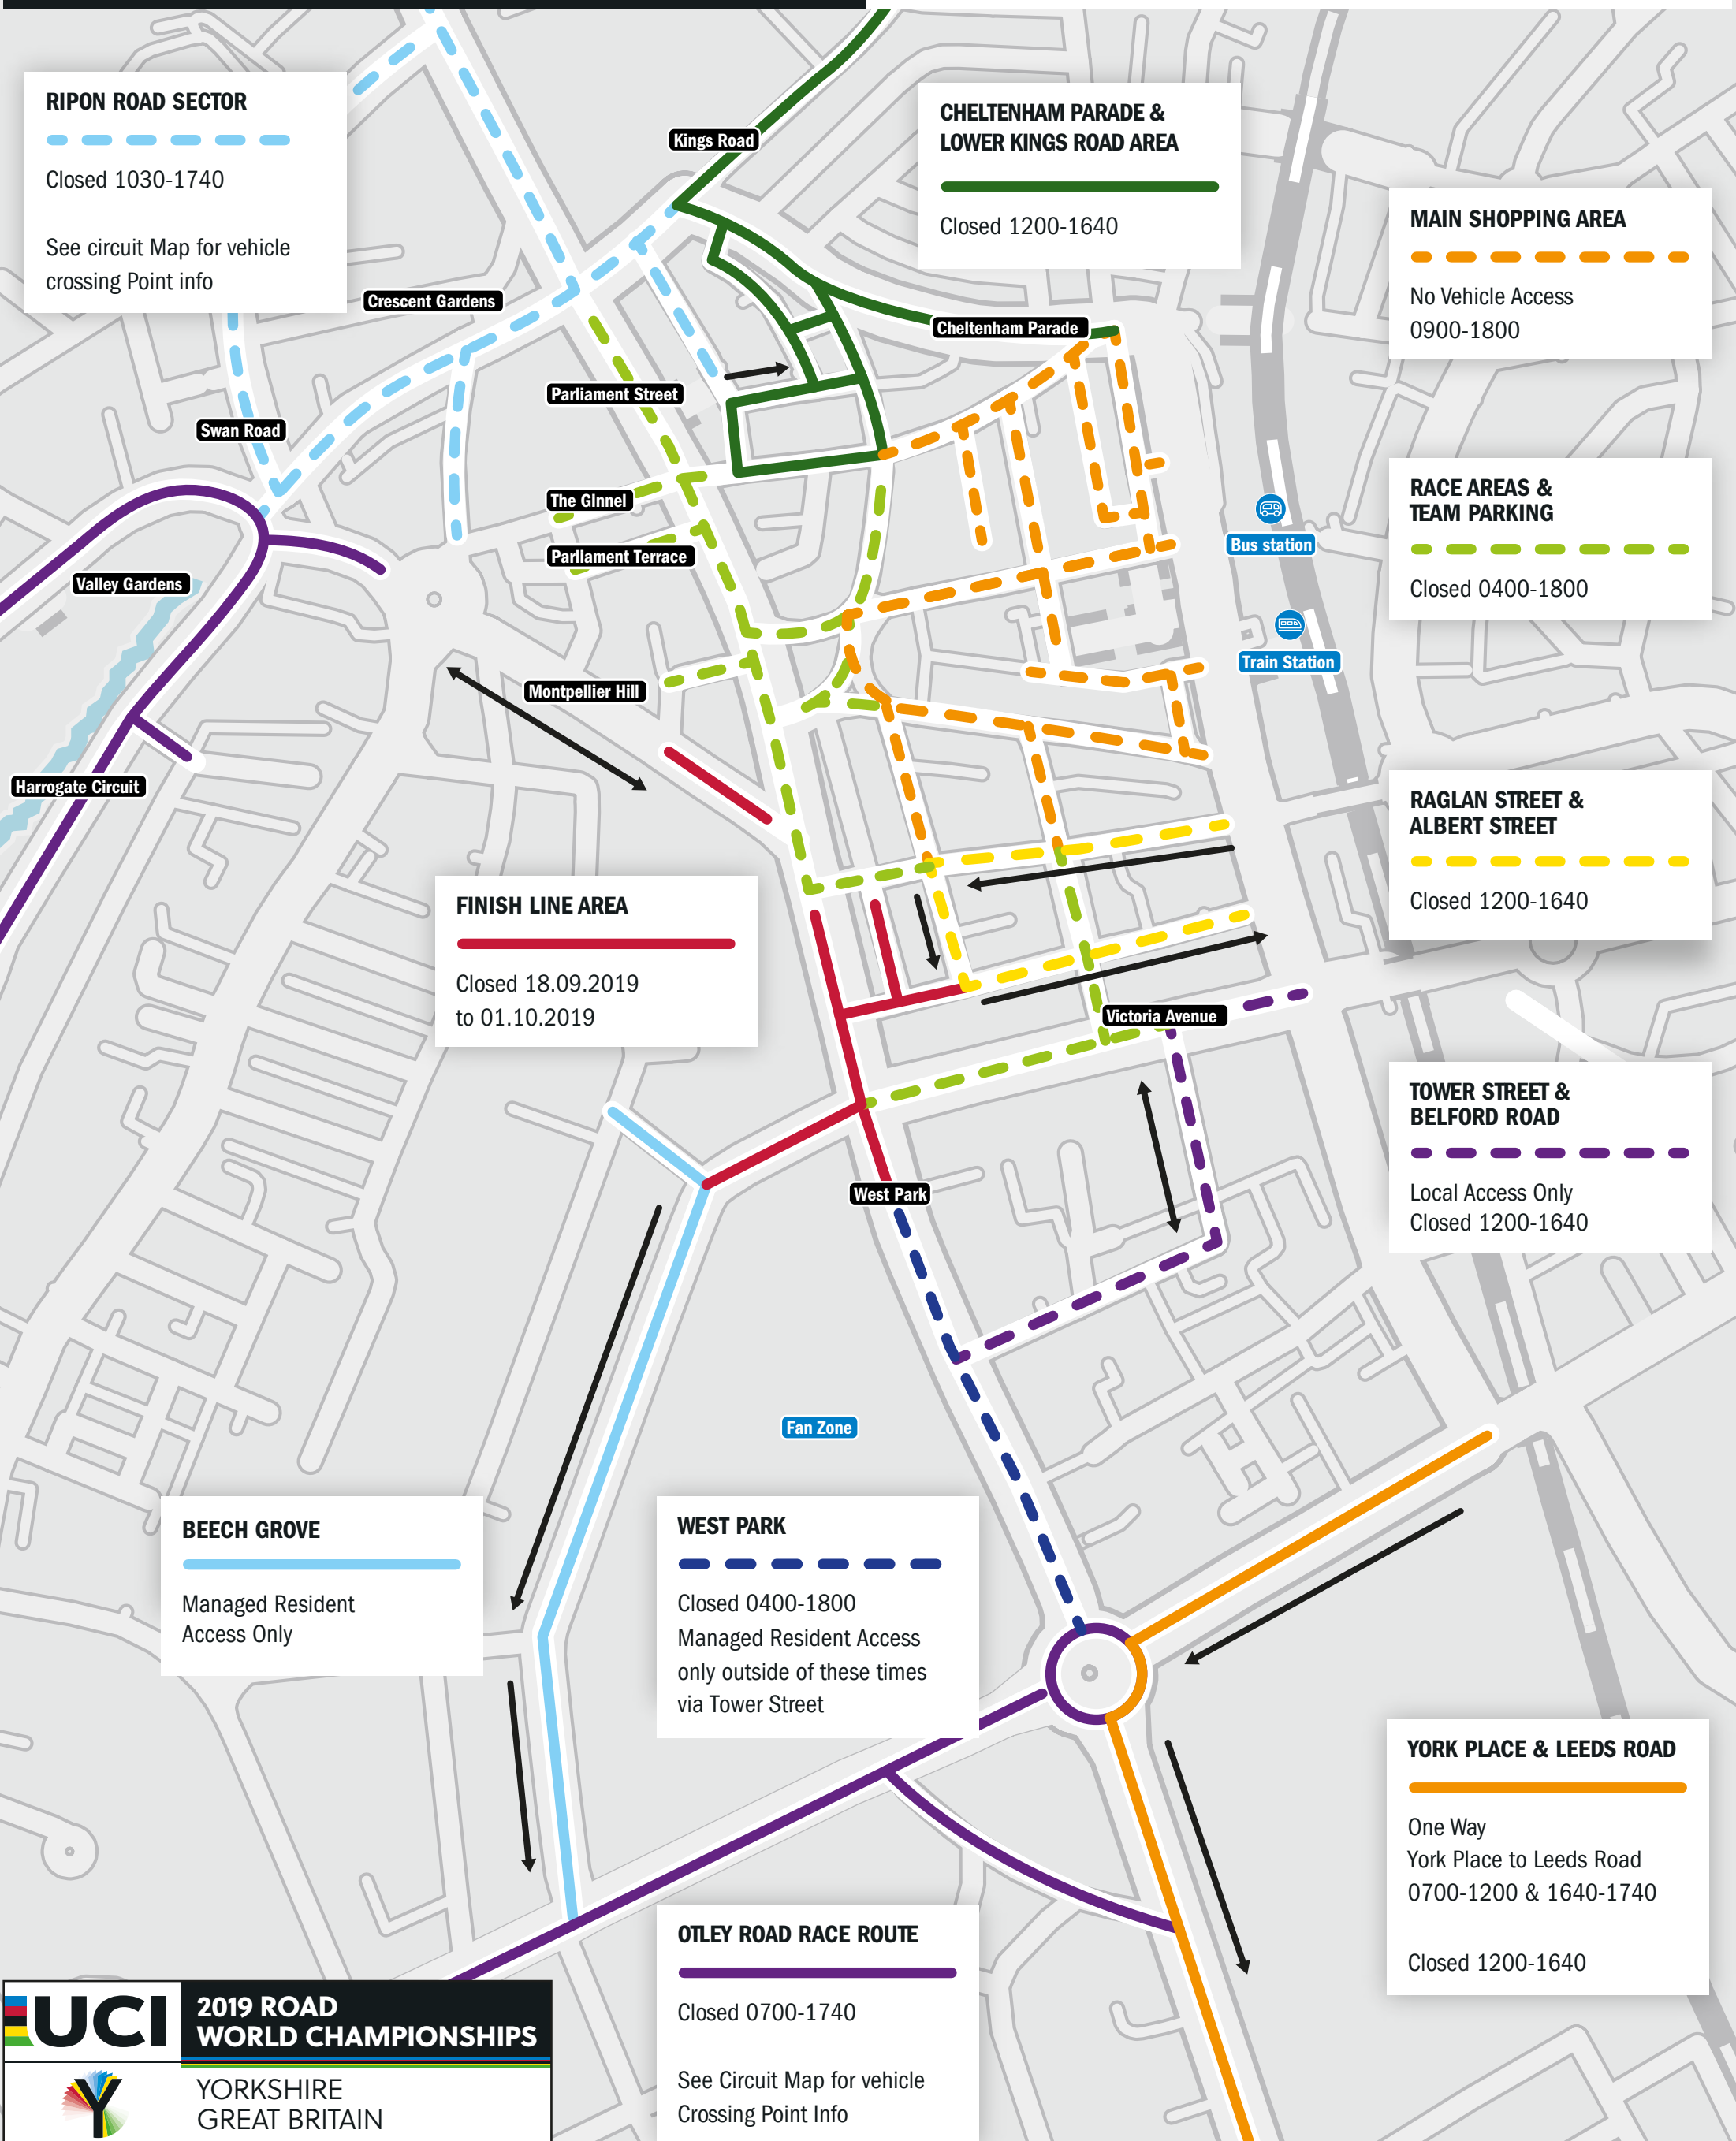 RIPON ROAD SECTOR
Closed 1030-1740
See circuit Map for vehicle
crossing Point info
Kings Road
CHELTENHAM PARADE &
LOWER KINGS ROAD AREA
Closed 1200-1640
MAIN SHOPPING AREA
No Vehicle Access
0900-1800
Crescent Gardens
Cheltenham Parade
Parliament Street
Swan Road
The Ginnel
Parliament Terrace
Valley Gardens
Bus station
RACE AREAS &
TEAM PARKING
Closed 0400-1800
Train Station
Montpellier Hill
Harrogate Circuit
RAGLAN STREET &
ALBERT STREET
Closed 1200-1640
FINISH LINE AREA
Closed 18.09.2019
to 01.10.2019
Victoria Avenue
TOWER STREET &
BELFORD ROAD
Local Access Only
Closed 1200-1640
West Park
Fan Zone
BEECH GROVE
Managed Resident
Access Only
WEST PARK
Closed 0400-1800
Managed Resident Access
only outside of these times
via Tower Street
YORK PLACE & LEEDS ROAD
One Way
York Place to Leeds Road
0700-1200 & 1640-1740
Closed 1200-1640
OTLEY ROAD RACE ROUTE
Closed 0700-1740
See Circuit Map for vehicle
Crossing Point Info
UCI
2019 ROAD
WORLD CHAMPIONSHIPS
Y
YORKSHIRE
GREAT BRITAIN